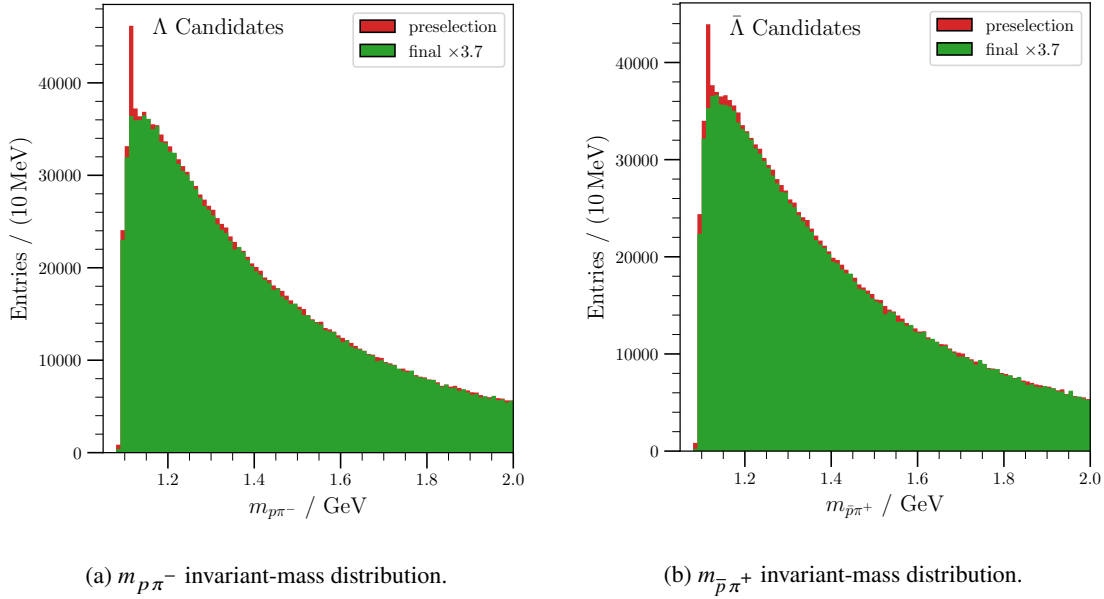 Λ Candidates
preselection
final ×3.7
Entries / (10 MeV)
40000
30000
20000
10000
0
1.2
1.4
1.6
1.8
2.0
m_{pπ⁻} / GeV
(a) m_{pπ⁻} invariant-mass distribution.
Λ̄ Candidates
preselection
final ×3.7
Entries / (10 MeV)
40000
30000
20000
10000
0
1.2
1.4
1.6
1.8
2.0
m_{p̄π⁺} / GeV
(b) m_{p̄π⁺} invariant-mass distribution.